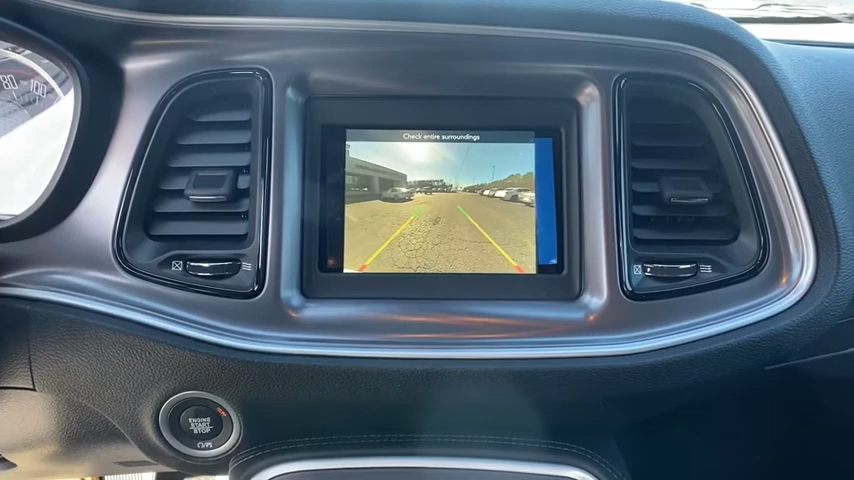 80 100
Check entire surroundings
ENGINE
START
STOP